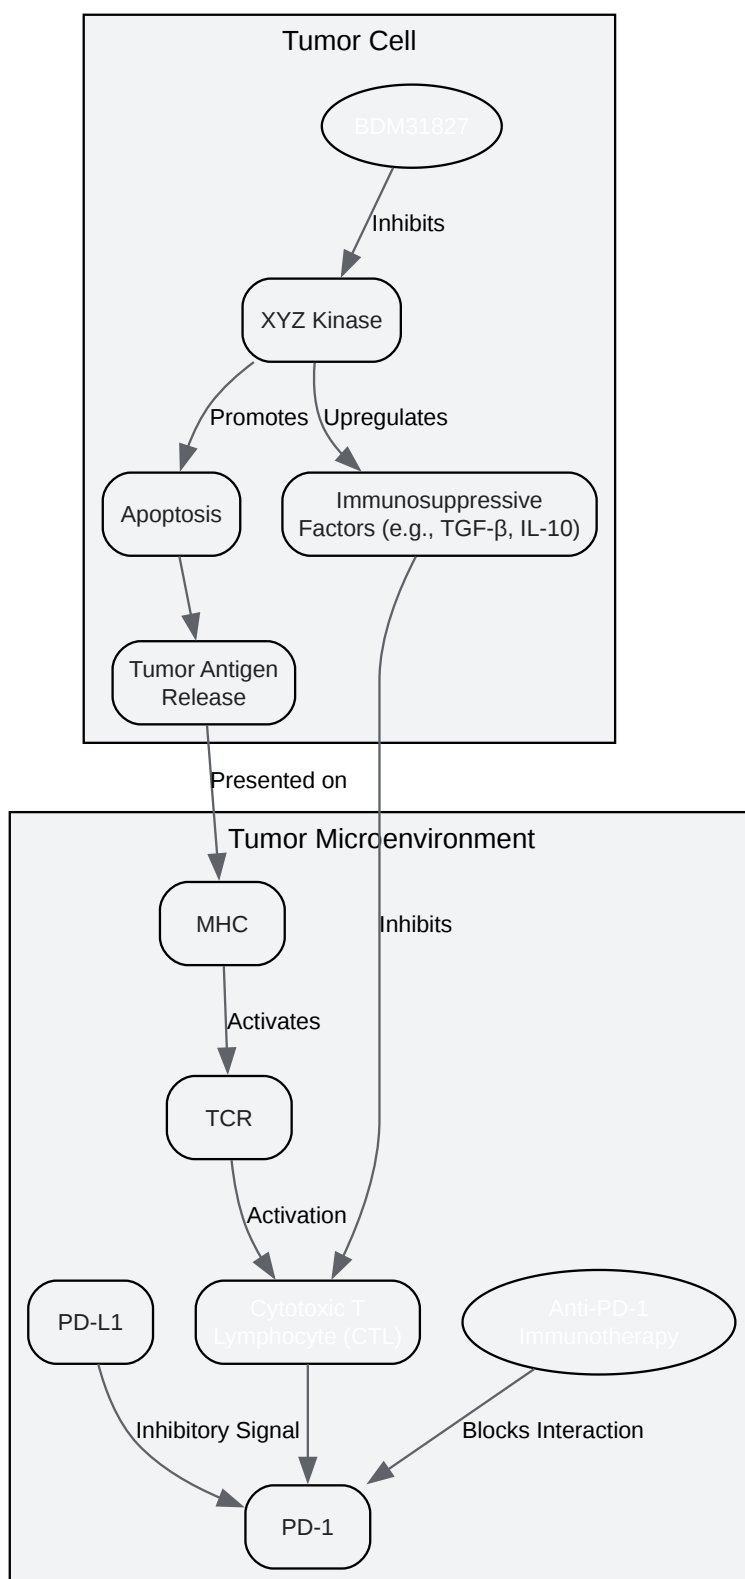 Tumor Cell
BDM31827
Inhibits
XYZ Kinase
Promotes
Upregulates
Apoptosis
Immunosuppressive
Factors (e.g., TGF-β, IL-10)
Tumor Antigen
Release
Presented on
Tumor Microenvironment
MHC
Inhibits
Activates
TCR
Activation
PD-L1
Cytotoxic T
Lymphocyte (CTL)
Anti-PD-1
Immunotherapy
Inhibitory Signal
Blocks Interaction
PD-1